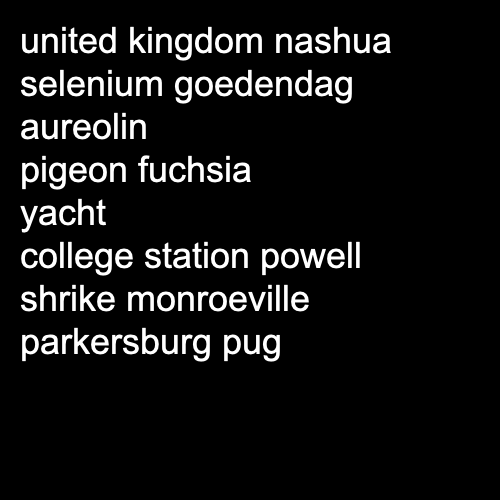 united kingdom nashua
selenium goedendag
aureolin
pigeon fuchsia
yacht
college station powell
shrike monroeville
parkersburg pug